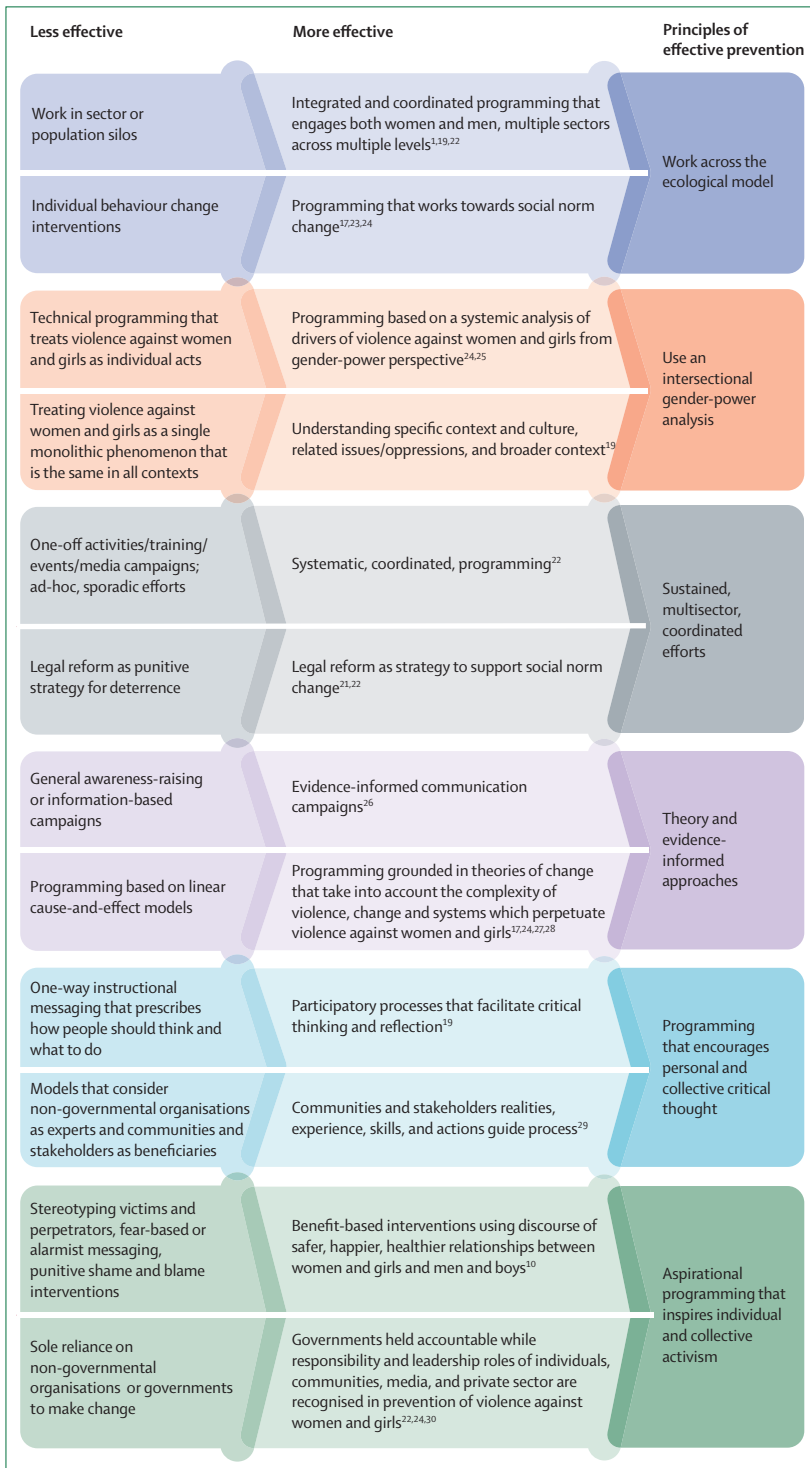 Less effective
More effective
Principles of
effective prevention
Work in sector or
population silos
Integrated and coordinated programming that
engages both women and men, multiple sectors
across multiple levels1,19,22
Work across the
ecological model
Individual behaviour change
interventions
Programming that works towards social norm
change17,23,24
Technical programming that
treats violence against women
and girls as individual acts
Programming based on a systemic analysis of
drivers of violence against women and girls from
gender-power perspective24,25
Use an
intersectional
gender-power
analysis
Treating violence against
women and girls as a single
monolithic phenomenon that
is the same in all contexts
Understanding specific context and culture,
related issues/oppressions, and broader context19
One-off activities/training/
events/media campaigns;
ad-hoc, sporadic efforts
Systematic, coordinated, programming22
Sustained,
multisector,
coordinated
efforts
Legal reform as punitive
strategy for deterrence
Legal reform as strategy to support social norm
change21,22
General awareness-raising
or information-based
campaigns
Evidence-informed communication
campaigns26
Theory and
evidence-
informed
approaches
Programming based on linear
cause-and-effect models
Programming grounded in theories of change
that take into account the complexity of
violence, change and systems which perpetuate
violence against women and girls17,24,27,28
One-way instructional
messaging that prescribes
how people should think and
what to do
Participatory processes that facilitate critical
thinking and reflection19
Programming
that encourages
personal and
collective critical
thought
Models that consider
non-governmental organisations
as experts and communities and
stakeholders as beneficiaries
Communities and stakeholders realities,
experience, skills, and actions guide process29
Stereotyping victims and
perpetrators, fear-based or
alarmist messaging,
punitive shame and blame
interventions
Benefit-based interventions using discourse of
safer, happier, healthier relationships between
women and girls and men and boys10
Aspirational
programming that
inspires individual
and collective
activism
Sole reliance on
non-governmental
organisations or governments
to make change
Governments held accountable while
responsibility and leadership roles of individuals,
communities, media, and private sector are
recognised in prevention of violence against
women and girls22,24,30